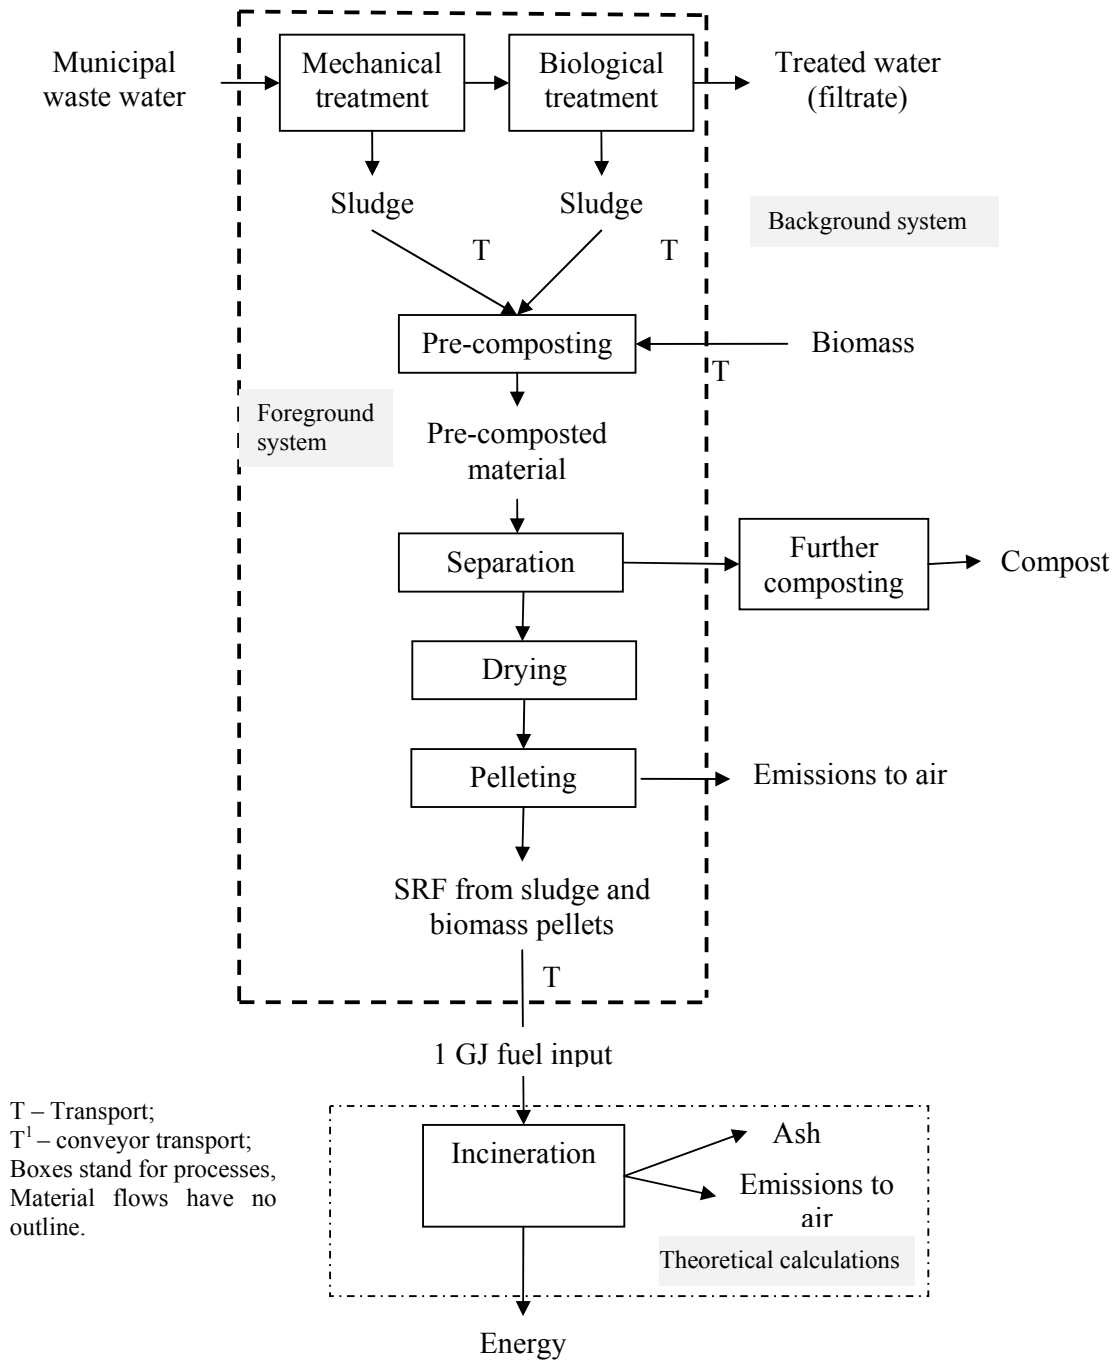 Municipal
waste water
Mechanical
treatment
Biological
treatment
Treated water
(filtrate)
Sludge
Sludge
Background system
T
T
Pre-composting
Biomass
T
Foreground
system
Pre-composted
material
Separation
Further
composting
Compost
Drying
Pelleting
Emissions to air
SRF from sludge and
biomass pellets
T
1 GJ fuel input
T – Transport;
T¹ – conveyor transport;
Boxes stand for processes,
Material flows have no
outline.
Incineration
Ash
Emissions to
air
Theoretical calculations
Energy